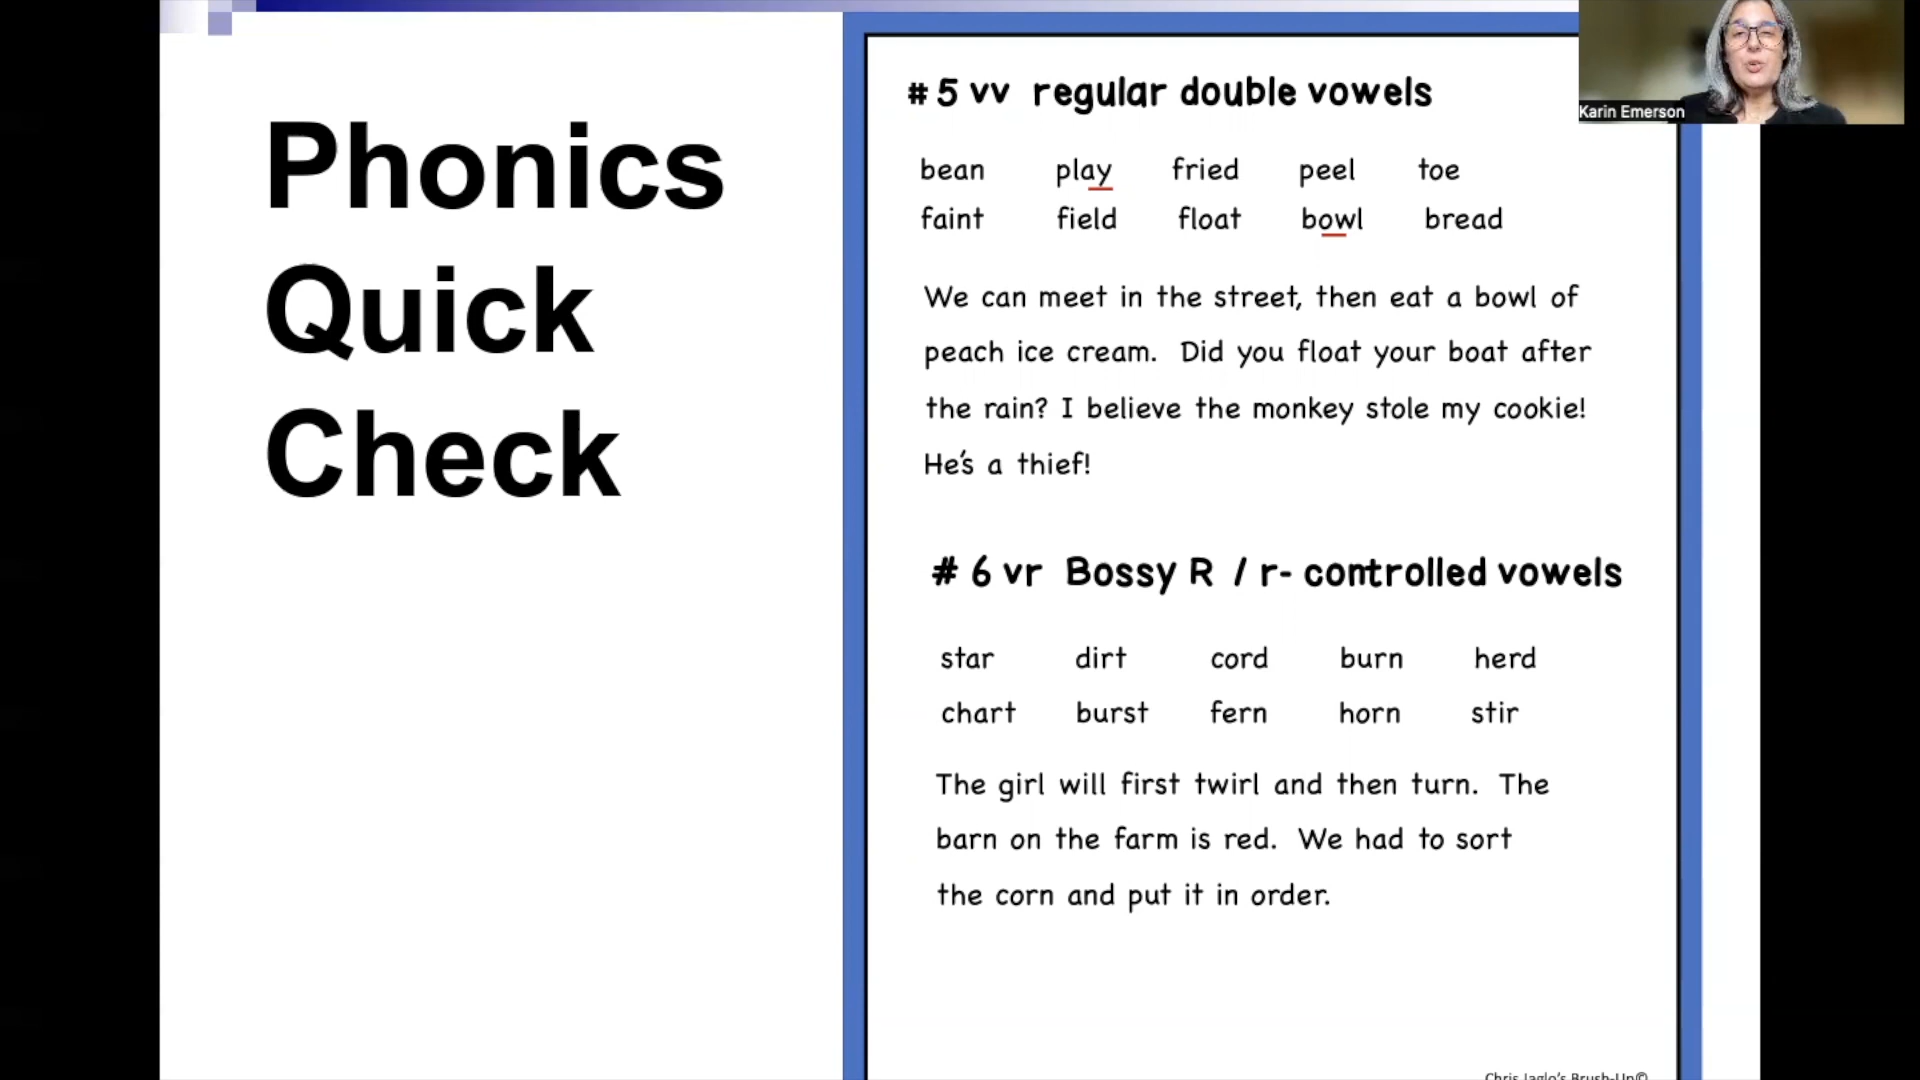 Phonics
Quick
Check
# 5 vv regular double vowels
bean play fried peel toe
faint field float bowl bread
We can meet in the street, then eat a bowl of
peach ice cream. Did you float your boat after
the rain? I believe the monkey stole my cookie!
He's a thief!
# 6 vr Bossy R / r- controlled vowels
star dirt cord burn herd
chart burst fern horn stir
The girl will first twirl and then turn. The
barn on the farm is red. We had to sort
the corn and put it in order.
Chris Jaglo's Brush-Up©
Karin Emerson